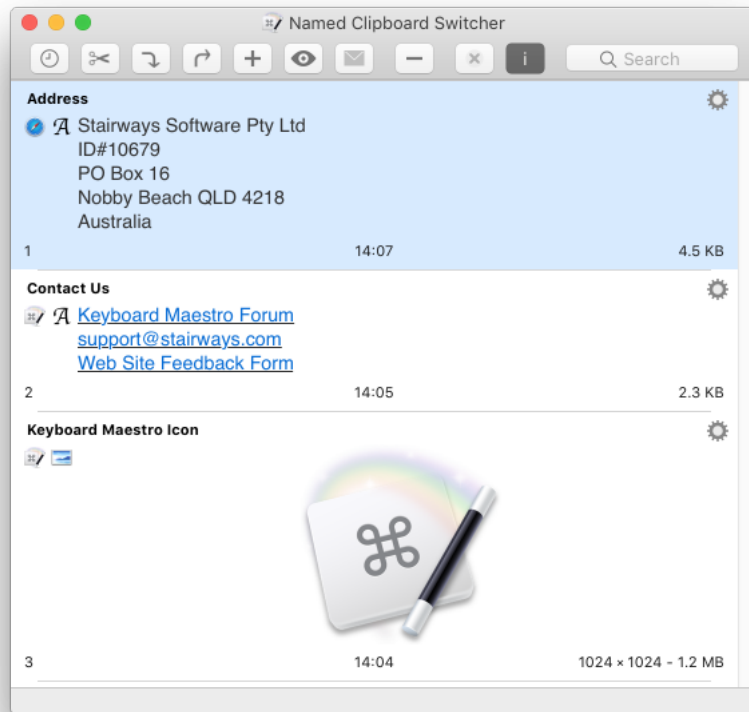 Named Clipboard Switcher
Search
Address
Stairways Software Pty Ltd
ID#10679
PO Box 16
Nobby Beach QLD 4218
Australia
1 14:07 4.5 KB
Contact Us
Keyboard Maestro Forum
support@stairways.com
Web Site Feedback Form
2 14:05 2.3 KB
Keyboard Maestro Icon
3 14:04 1024 × 1024 - 1.2 MB